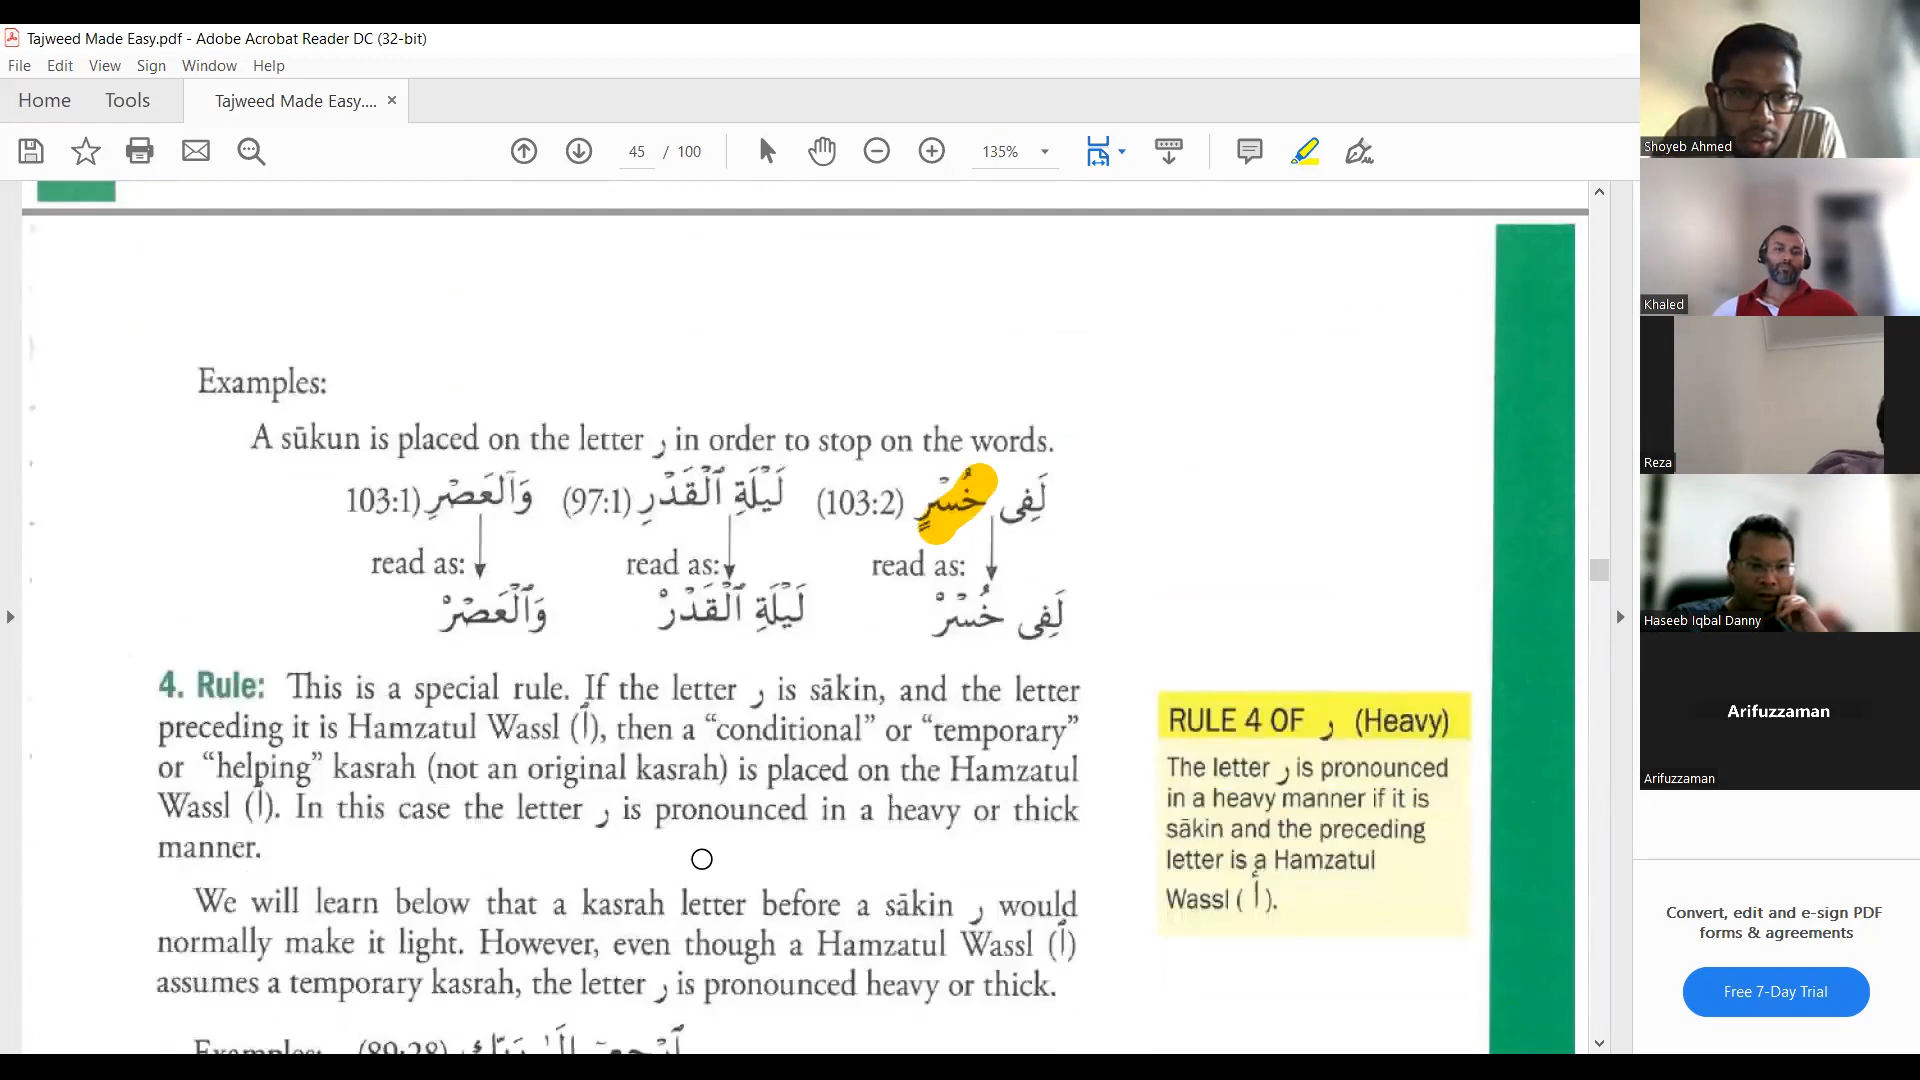 Tajweed Made Easy.pdf - Adobe Acrobat Reader DC (32-bit)
File Edit View Sign Window Help
Home Tools Tajweed Made Easy.... ×
45 / 100 135%
Examples:
A sūkun is placed on the letter ر in order to stop on the words.
لَفِى خُسْرٍ (103:2) لَيْلَةِ ٱلْقَدْرِ (97:1) وَٱلْعَصْرِ (103:1
read as: read as: read as:
لَفِى خُسْرْ لَيْلَةِ ٱلْقَدْرْ وَٱلْعَصْرْ
4. Rule: This is a special rule. If the letter ر is sākin, and the letter
preceding it is Hamzatul Wassl (أ), then a “conditional” or “temporary”
or “helping” kasrah (not an original kasrah) is placed on the Hamzatul
Wassl (أ). In this case the letter ر is pronounced in a heavy or thick
manner.
We will learn below that a kasrah letter before a sākin ر would
normally make it light. However, even though a Hamzatul Wassl (أ)
assumes a temporary kasrah, the letter ر is pronounced heavy or thick.
RULE 4 OF ر (Heavy)
The letter ر is pronounced
in a heavy manner if it is
sākin and the preceding
letter is a Hamzatul
Wassl ( أ ).
Shoyeb Ahmed
Khaled
Reza
Haseeb Iqbal Danny
Arifuzzaman
Arifuzzaman
Convert, edit and e-sign PDF
forms & agreements
Free 7-Day Trial